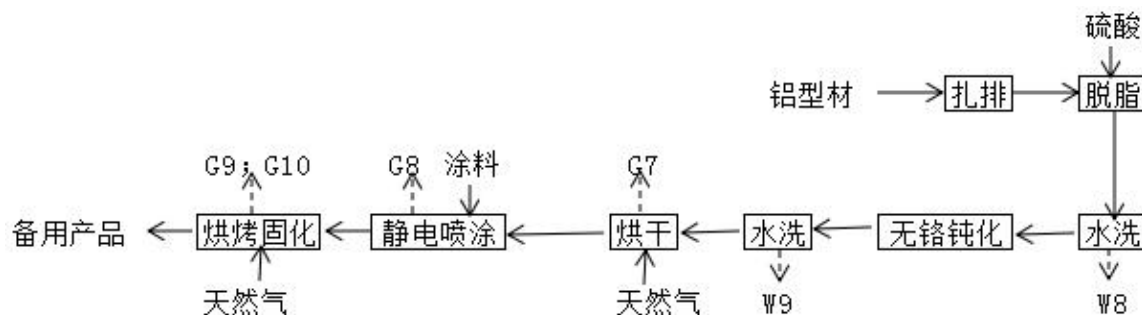 硫酸
铝型材 扎排 脱脂
G9；G10 G8 涂料 G7
备用产品 烘烤固化 静电喷涂 烘干 水洗 无铬钝化 水洗
天然气 天然气 W9 W8